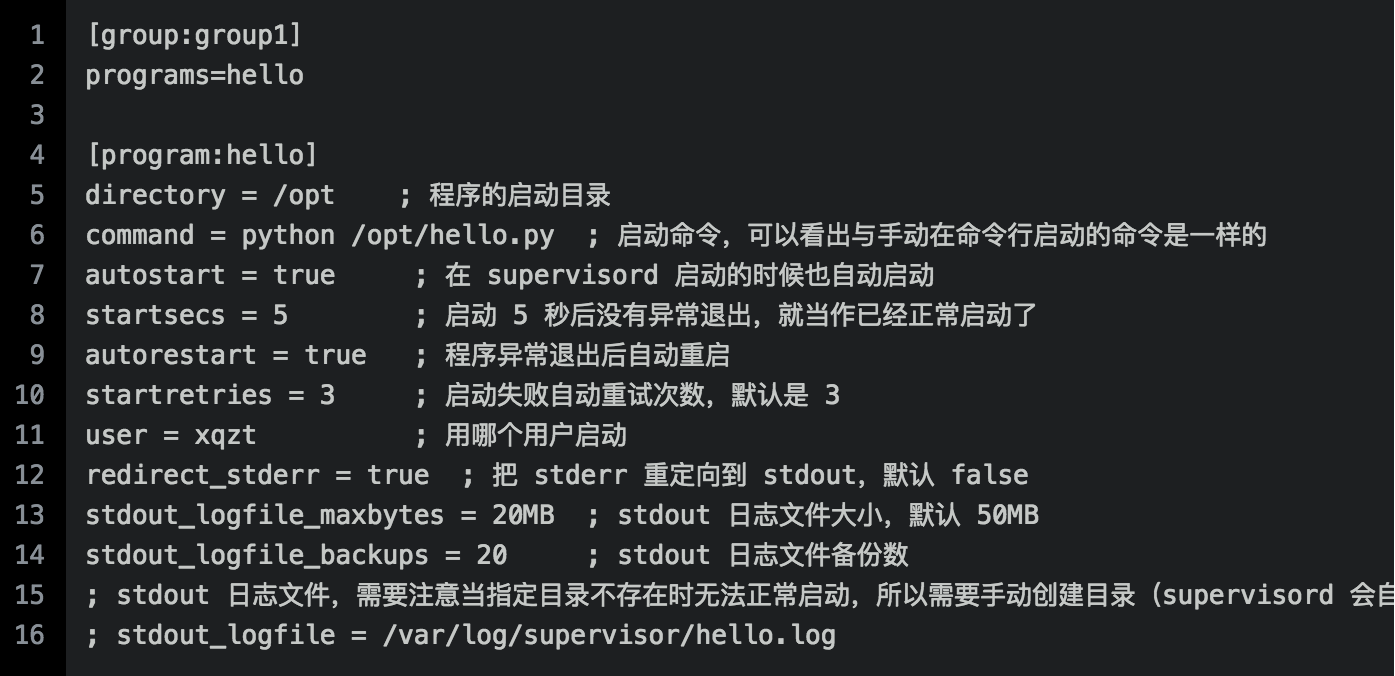 1 [group:group1]
2 programs=hello
3
4 [program:hello]
5 directory = /opt    ; 程序的启动目录
6 command = python /opt/hello.py  ; 启动命令，可以看出与手动在命令行启动的命令是一样的
7 autostart = true     ; 在 supervisord 启动的时候也自动启动
8 startsecs = 5        ; 启动 5 秒后没有异常退出，就当作已经正常启动了
9 autorestart = true   ; 程序异常退出后自动重启
10 startretries = 3     ; 启动失败自动重试次数，默认是 3
11 user = xqzt          ; 用哪个用户启动
12 redirect_stderr = true  ; 把 stderr 重定向到 stdout，默认 false
13 stdout_logfile_maxbytes = 20MB  ; stdout 日志文件大小，默认 50MB
14 stdout_logfile_backups = 20     ; stdout 日志文件备份数
15 ; stdout 日志文件，需要注意当指定目录不存在时无法正常启动，所以需要手动创建目录（supervisord 会自
16 ; stdout_logfile = /var/log/supervisor/hello.log